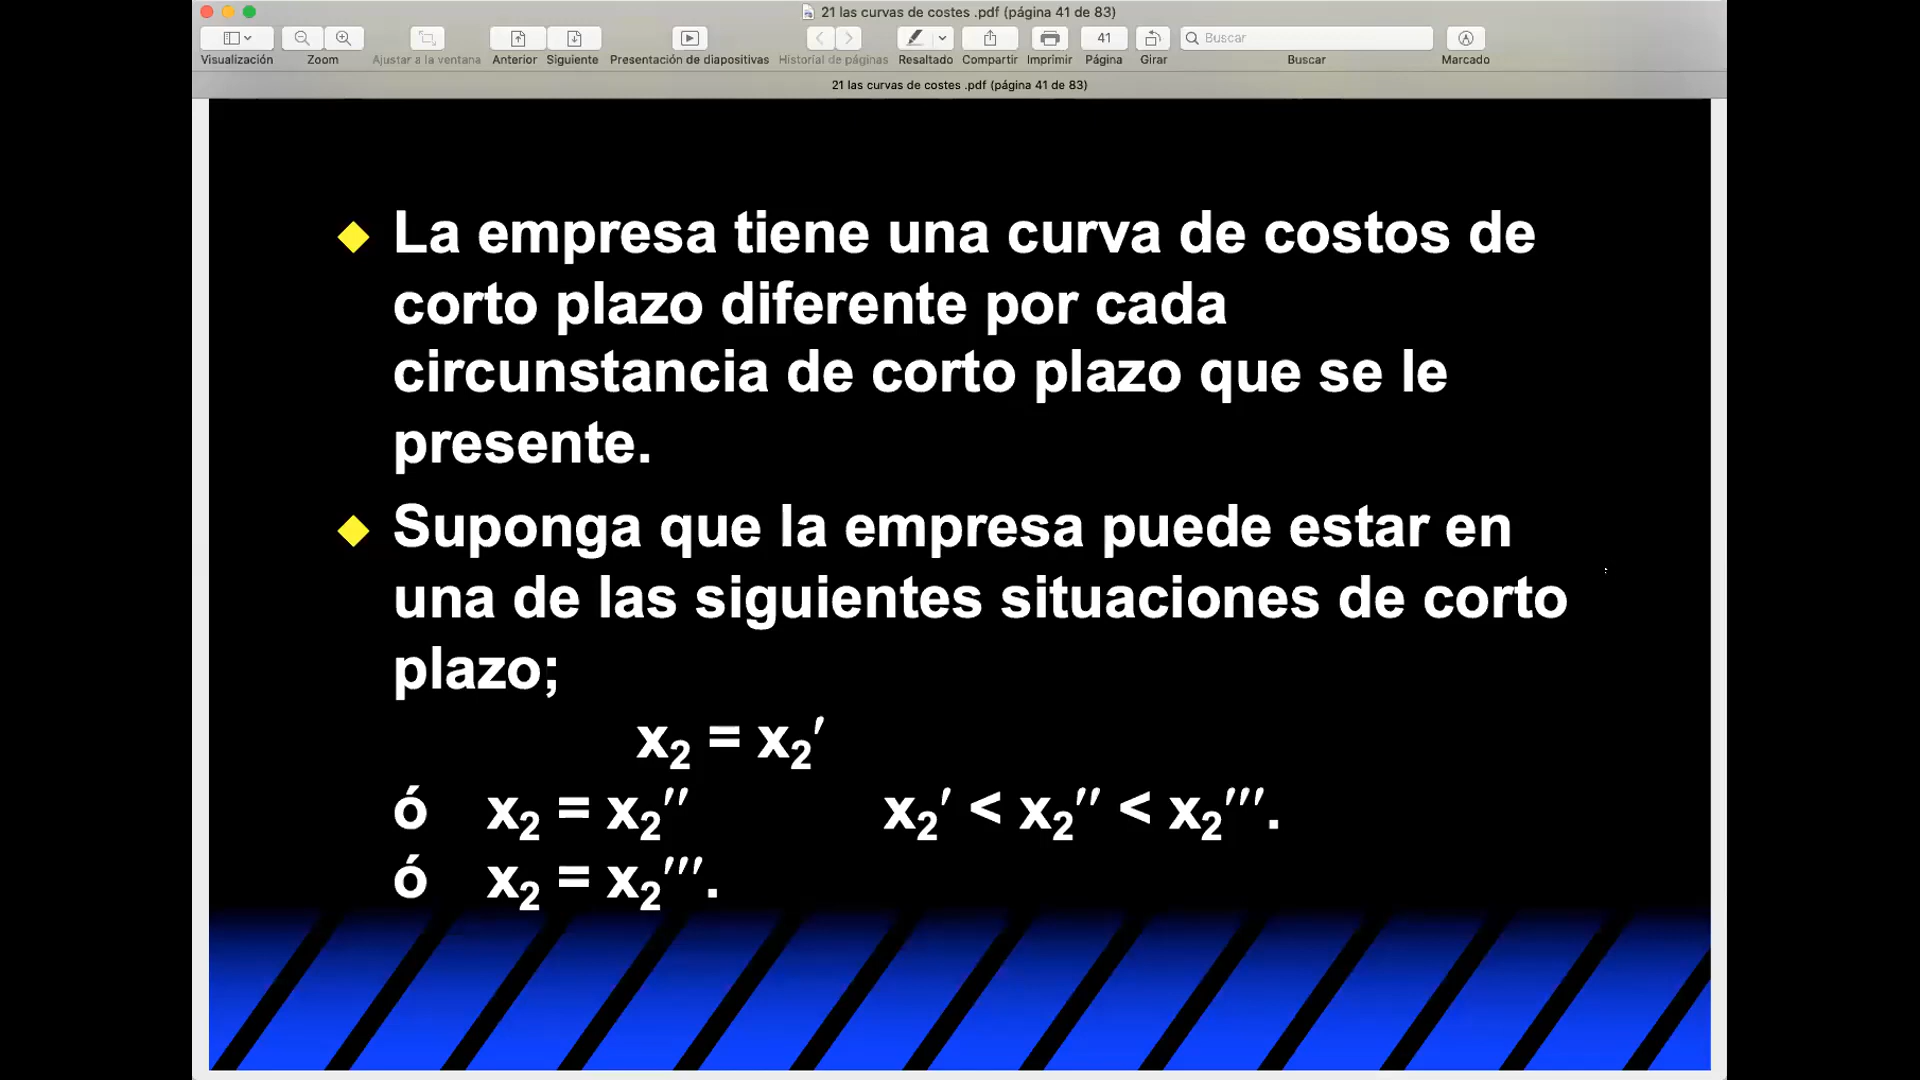 21 las curvas de costes .pdf (página 41 de 83)
41
Buscar
Visualización
Zoom
Ajustar a la ventana
Anterior
Siguiente
Presentación de diapositivas
Historial de páginas
Resaltado
Compartir
Imprimir
Página
Girar
Buscar
Marcado
21 las curvas de costes .pdf (página 41 de 83)
La empresa tiene una curva de costos de
corto plazo diferente por cada
circunstancia de corto plazo que se le
presente.
Suponga que la empresa puede estar en
una de las siguientes situaciones de corto
plazo;
x₂ = x₂′
ó x₂ = x₂″ x₂′ < x₂″ < x₂‴.
ó x₂ = x₂‴.